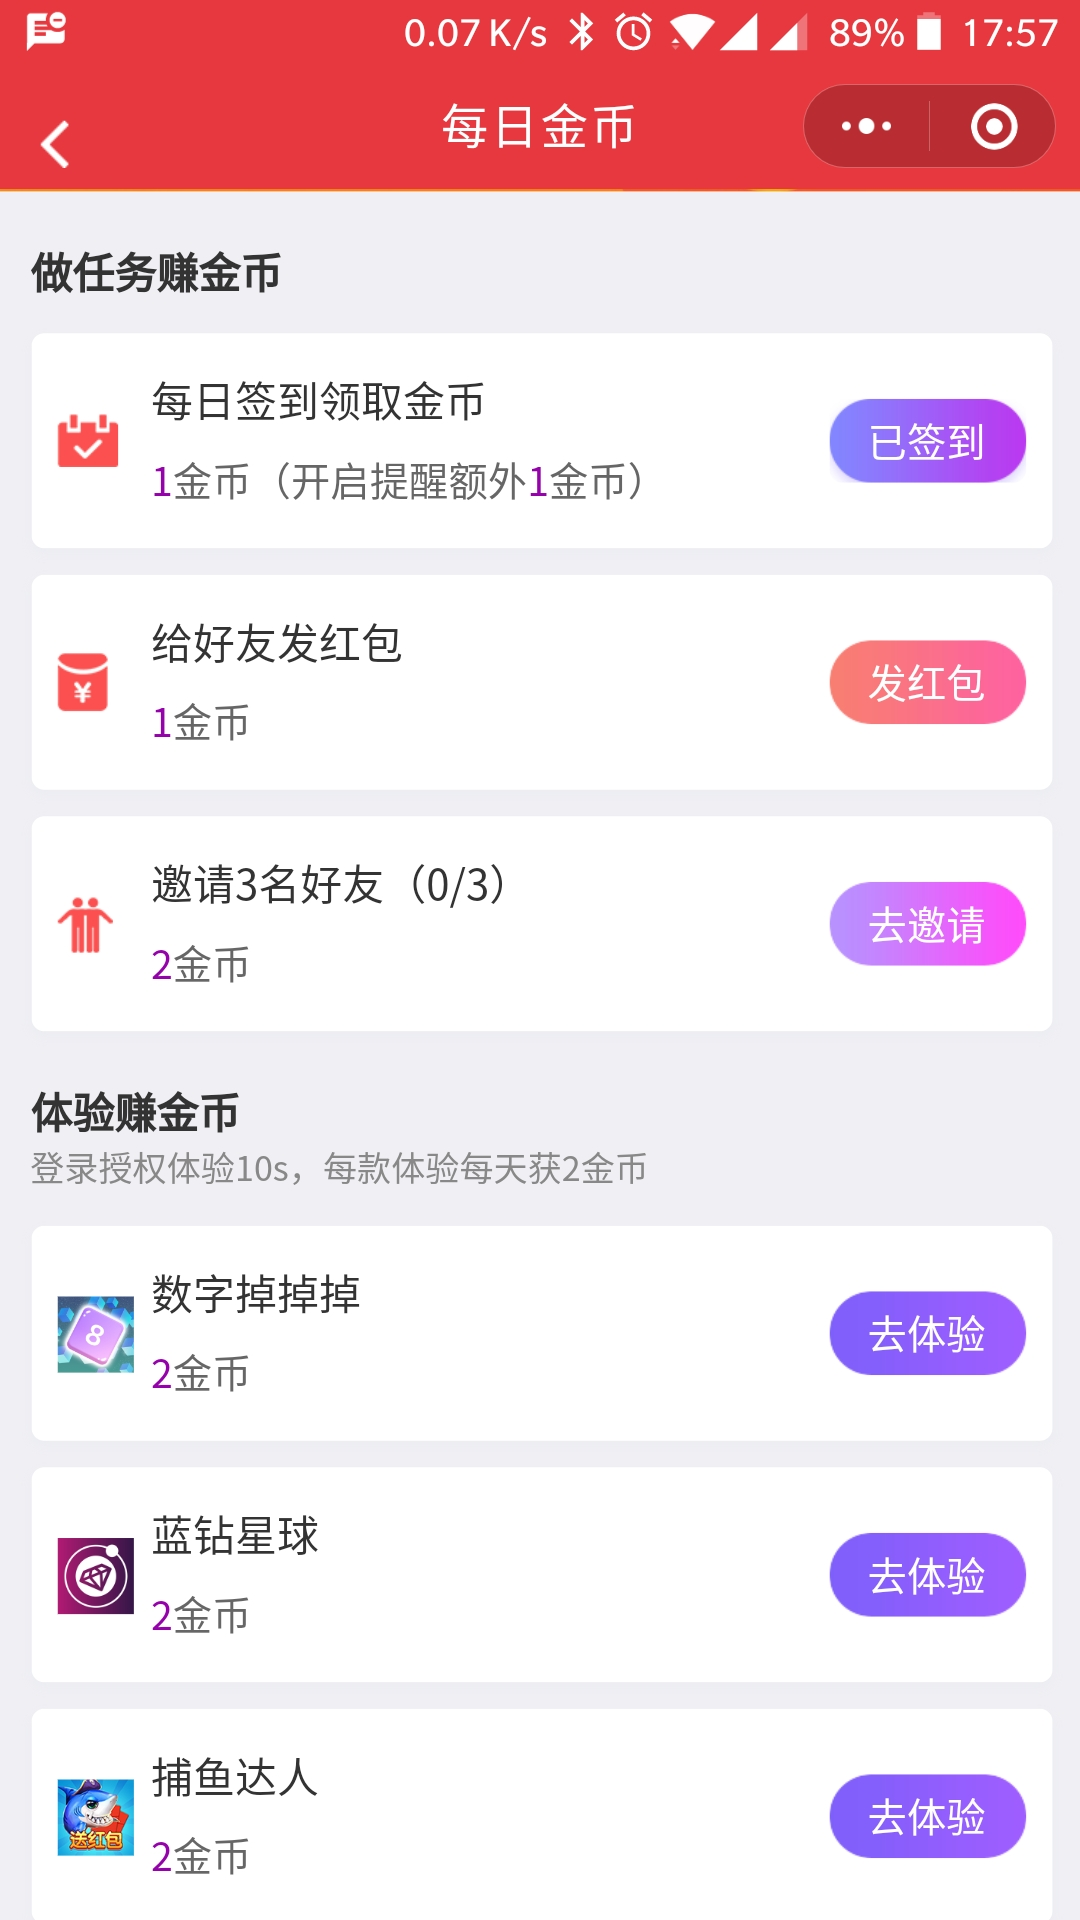 0.07 K/s 89% 17:57
每日金币
做任务赚金币
每日签到领取金币
1金币（开启提醒额外1金币）
已签到
给好友发红包
1金币
发红包
邀请3名好友（0/3）
2金币
去邀请
体验赚金币
登录授权体验10s，每款体验每天获2金币
数字掉掉掉
2金币
去体验
8
蓝钻星球
2金币
去体验
捕鱼达人
2金币
去体验
送红包